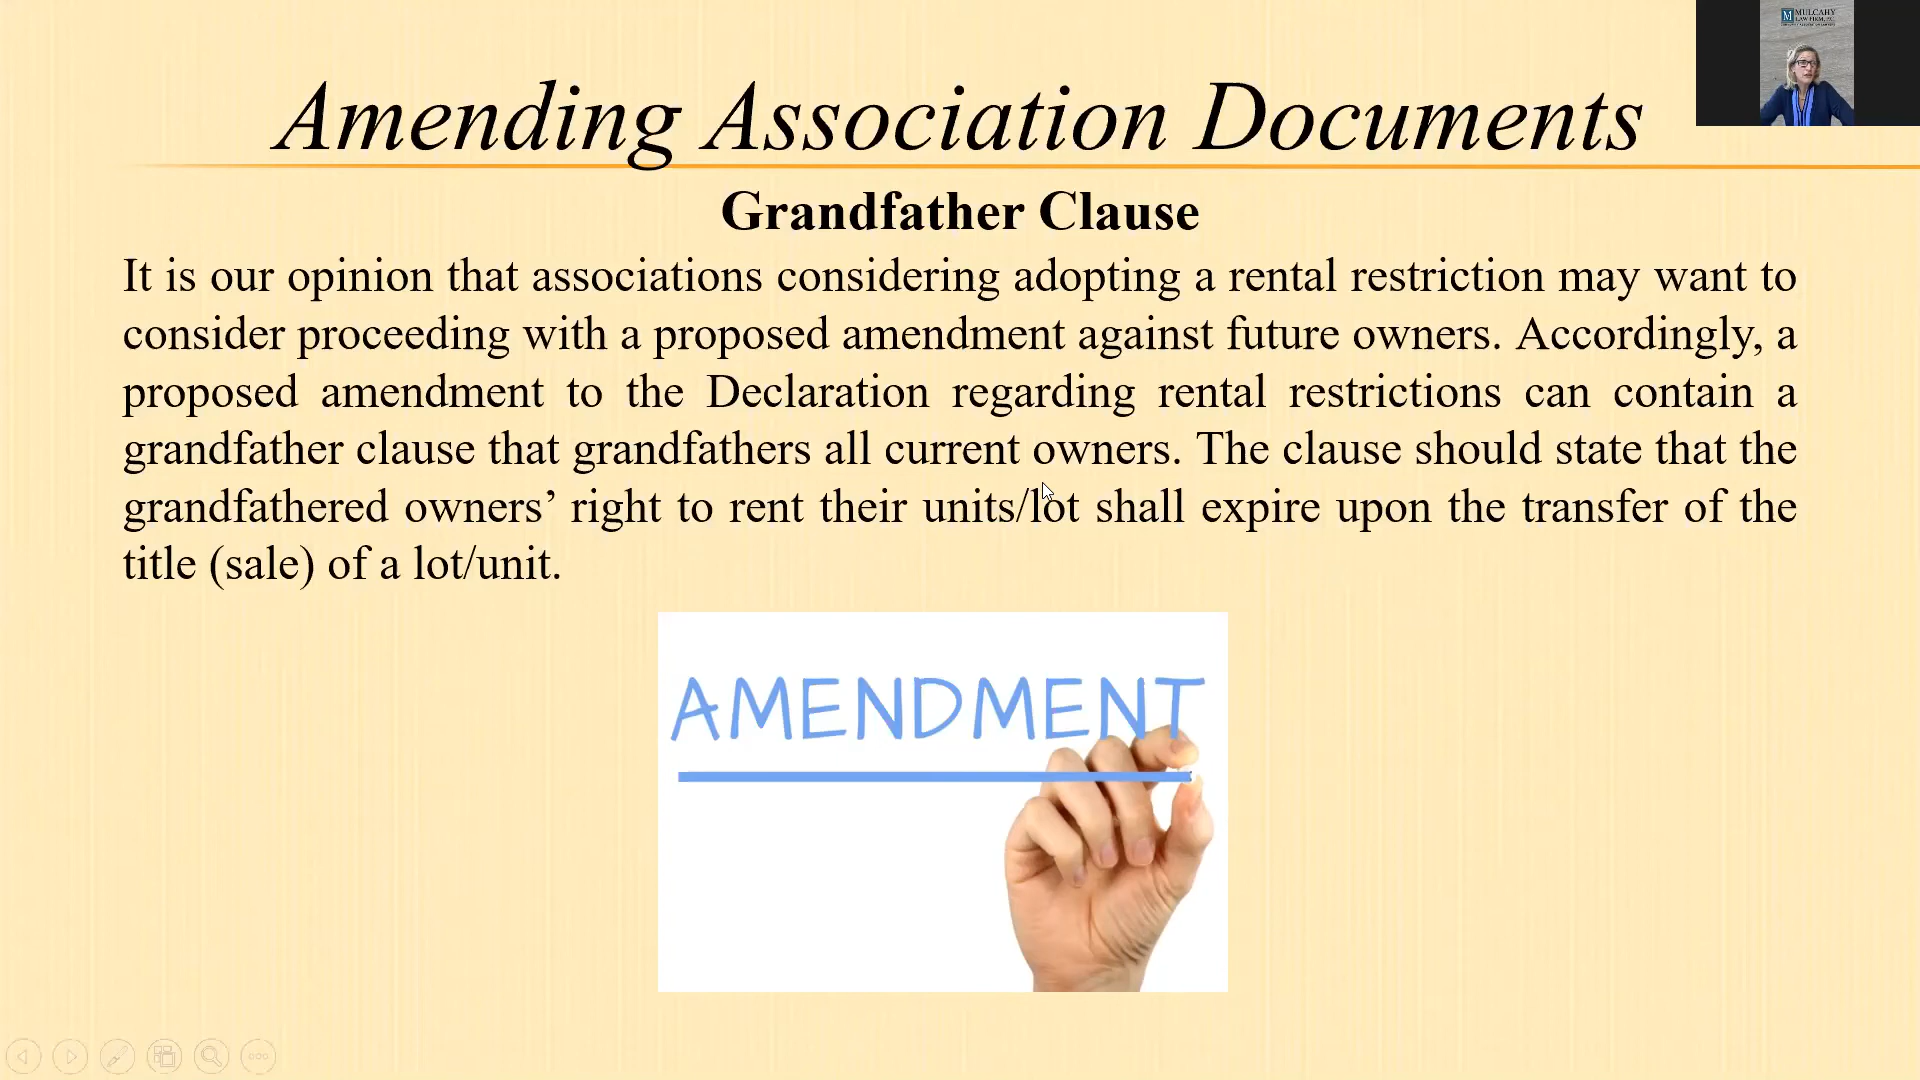 MULCAHY
LAW FIRM, P.C.
Amending Association Documents
Grandfather Clause
It is our opinion that associations considering adopting a rental restriction may want to
consider proceeding with a proposed amendment against future owners. Accordingly, a
proposed amendment to the Declaration regarding rental restrictions can contain a
grandfather clause that grandfathers all current owners. The clause should state that the
grandfathered owners’ right to rent their units/lot shall expire upon the transfer of the
title (sale) of a lot/unit.
AMENDMENT